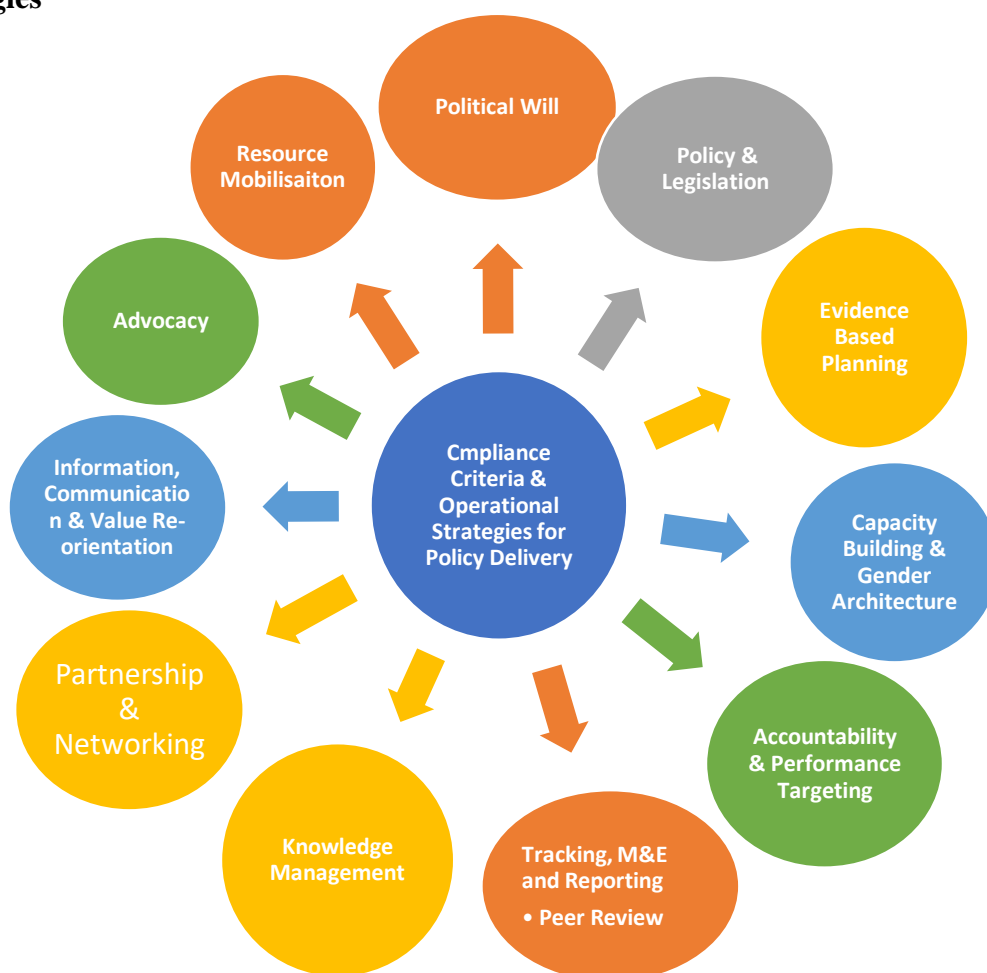 gies
Political Will
Resource
Mobilisaiton
Policy &
Legislation
Evidence
Based
Planning
Advocacy
Information,
Communicatio
n & Value Re-
orientation
Cmpliance
Criteria &
Operational
Strategies for
Policy Delivery
Capacity
Building &
Gender
Architecture
Partnership
&
Networking
Accountability
& Performance
Targeting
Knowledge
Management
Tracking, M&E
and Reporting
• Peer Review